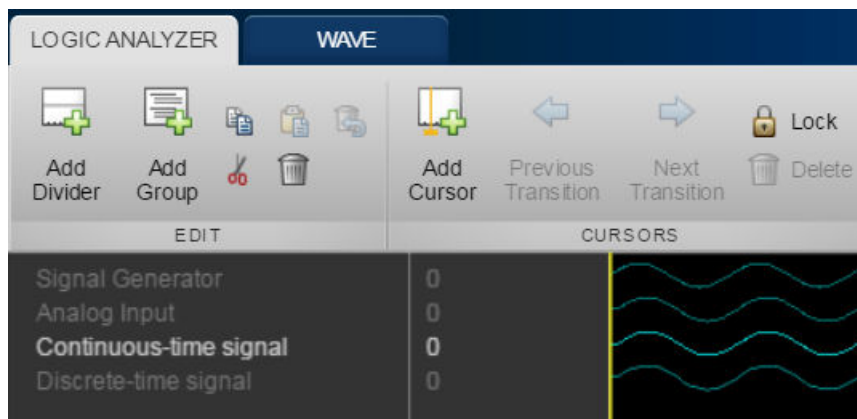 LOGIC ANALYZER
WAVE
Add
Divider
Add
Group
Add
Cursor
Previous
Transition
Next
Transition
Lock
Delete
EDIT
CURSORS
Signal Generator 0
Analog Input 0
Continuous-time signal 0
Discrete-time signal 0